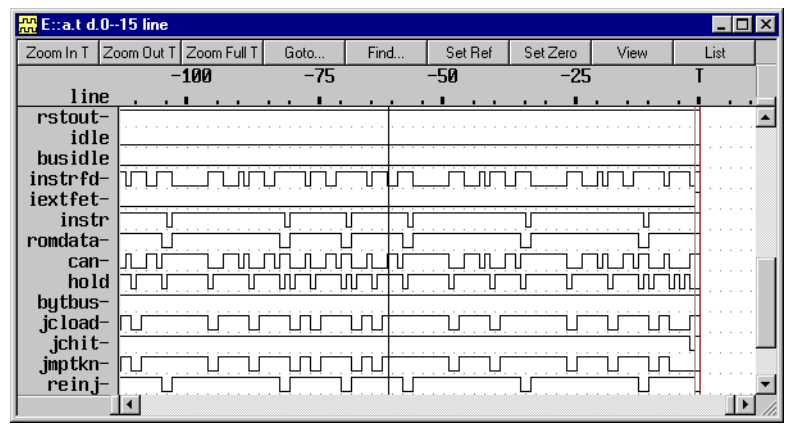 E::a.t d.0--15 line
Zoom In T Zoom Out T Zoom Full T Goto... Find... Set Ref Set Zero View List
-100 -75 -50 -25 T
line
rstout-
idle
busidle
instrfd-
iextfet-
instr
romdata-
can-
hold
bytbus-
jcload-
jchit-
jmptkn-
reinj-